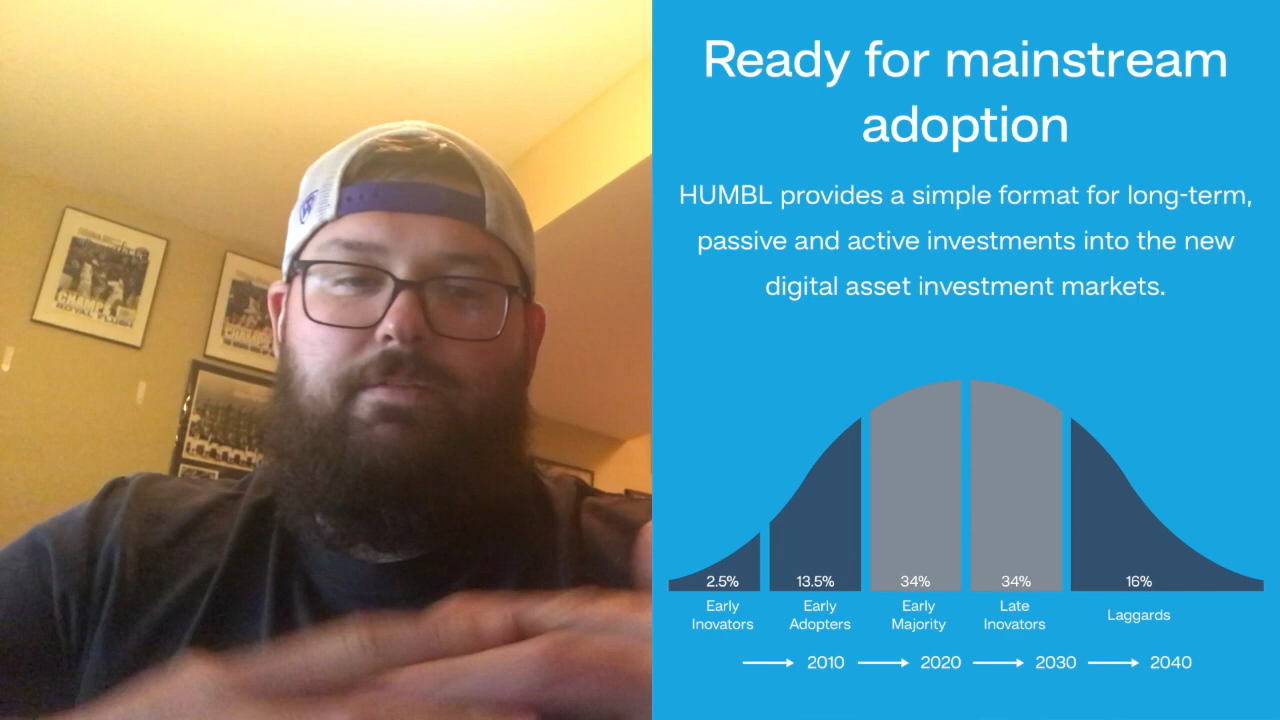 ROYAL FLUSH
Ready for mainstream
adoption
HUMBL provides a simple format for long-term,
passive and active investments into the new
digital asset investment markets.
2.5%
13.5%
34%
34%
16%
Early
Inovators
Early
Adopters
Early
Majority
Late
Inovators
Laggards
2010
2020
2030
2040